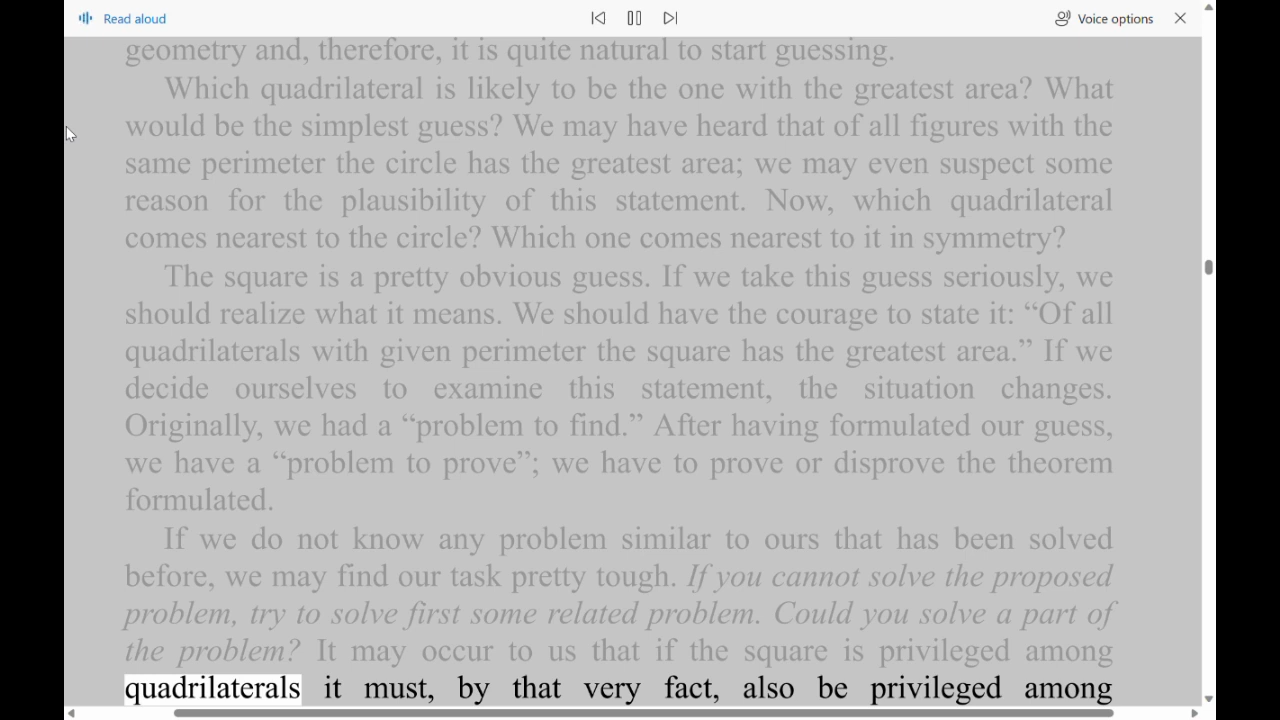 Read aloud
Voice options
geometry and, therefore, it is quite natural to start guessing.
Which quadrilateral is likely to be the one with the greatest area? What
would be the simplest guess? We may have heard that of all figures with the
same perimeter the circle has the greatest area; we may even suspect some
reason for the plausibility of this statement. Now, which quadrilateral
comes nearest to the circle? Which one comes nearest to it in symmetry?
The square is a pretty obvious guess. If we take this guess seriously, we
should realize what it means. We should have the courage to state it: “Of all
quadrilaterals with given perimeter the square has the greatest area.” If we
decide ourselves to examine this statement, the situation changes.
Originally, we had a “problem to find.” After having formulated our guess,
we have a “problem to prove”; we have to prove or disprove the theorem
formulated.
If we do not know any problem similar to ours that has been solved
before, we may find our task pretty tough. If you cannot solve the proposed
problem, try to solve first some related problem. Could you solve a part of
the problem? It may occur to us that if the square is privileged among
quadrilaterals it must, by that very fact, also be privileged among